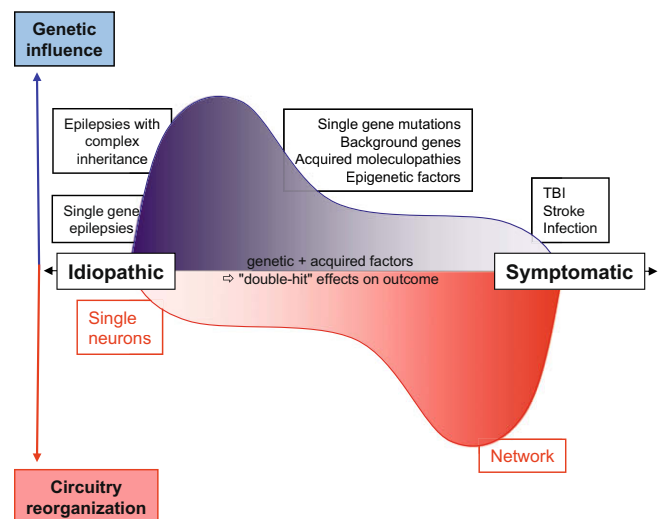 Genetic
influence
Epilepsies with
complex
inheritance
Single gene
epilepsies
Single gene mutations
Background genes
Acquired moleculopathies
Epigenetic factors
TBI
Stroke
Infection
Idiopathic
genetic + acquired factors
⇨ "double-hit" effects on outcome
Symptomatic
Single
neurons
Network
Circuitry
reorganization